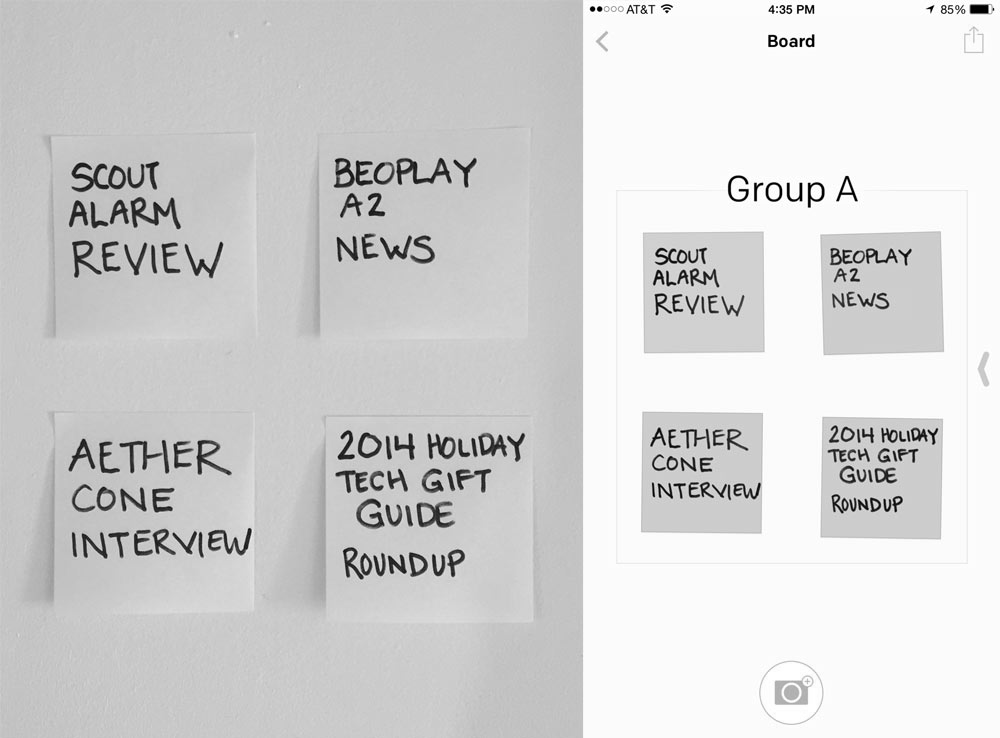 SCOUT
ALARM
REVIEW
BEOPLAY
A2
NEWS
AETHER
CONE
INTERVIEW
2014 HOLIDAY
TECH GIFT
GUIDE
ROUNDUP
AT&T 4:35 PM 85%
Board
Group A
SCOUT
ALARM
REVIEW
BEOPLAY
A2
NEWS
AETHER
CONE
INTERVIEW
2014 HOLIDAY
TECH GIFT
GUIDE
ROUNDUP